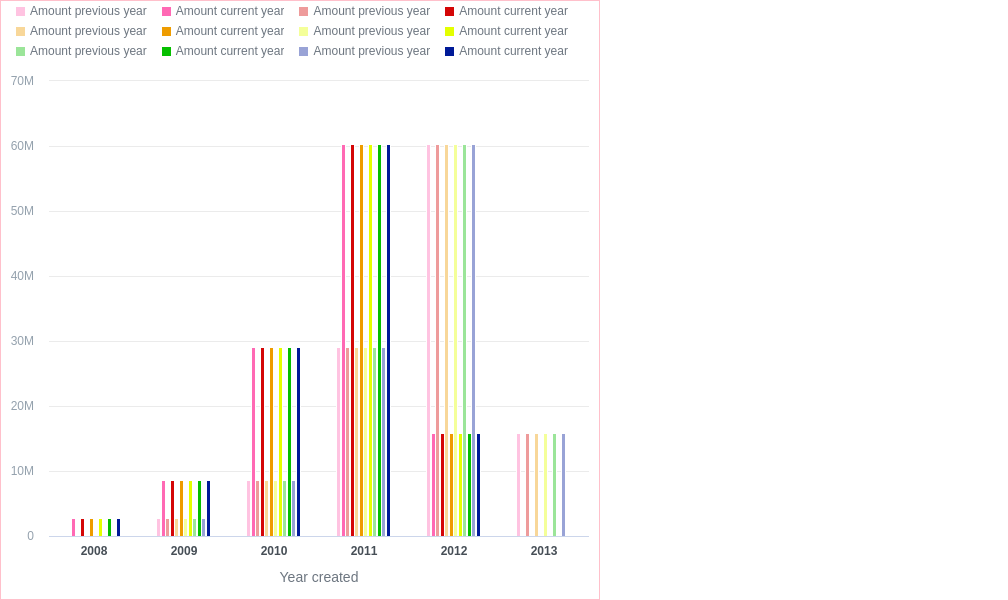 Amount previous year Amount current year Amount previous year Amount current year
Amount previous year Amount current year Amount previous year Amount current year
Amount previous year Amount current year Amount previous year Amount current year
70M
60M
50M
40M
30M
20M
10M
0
2008 2009 2010 2011 2012 2013
Year created